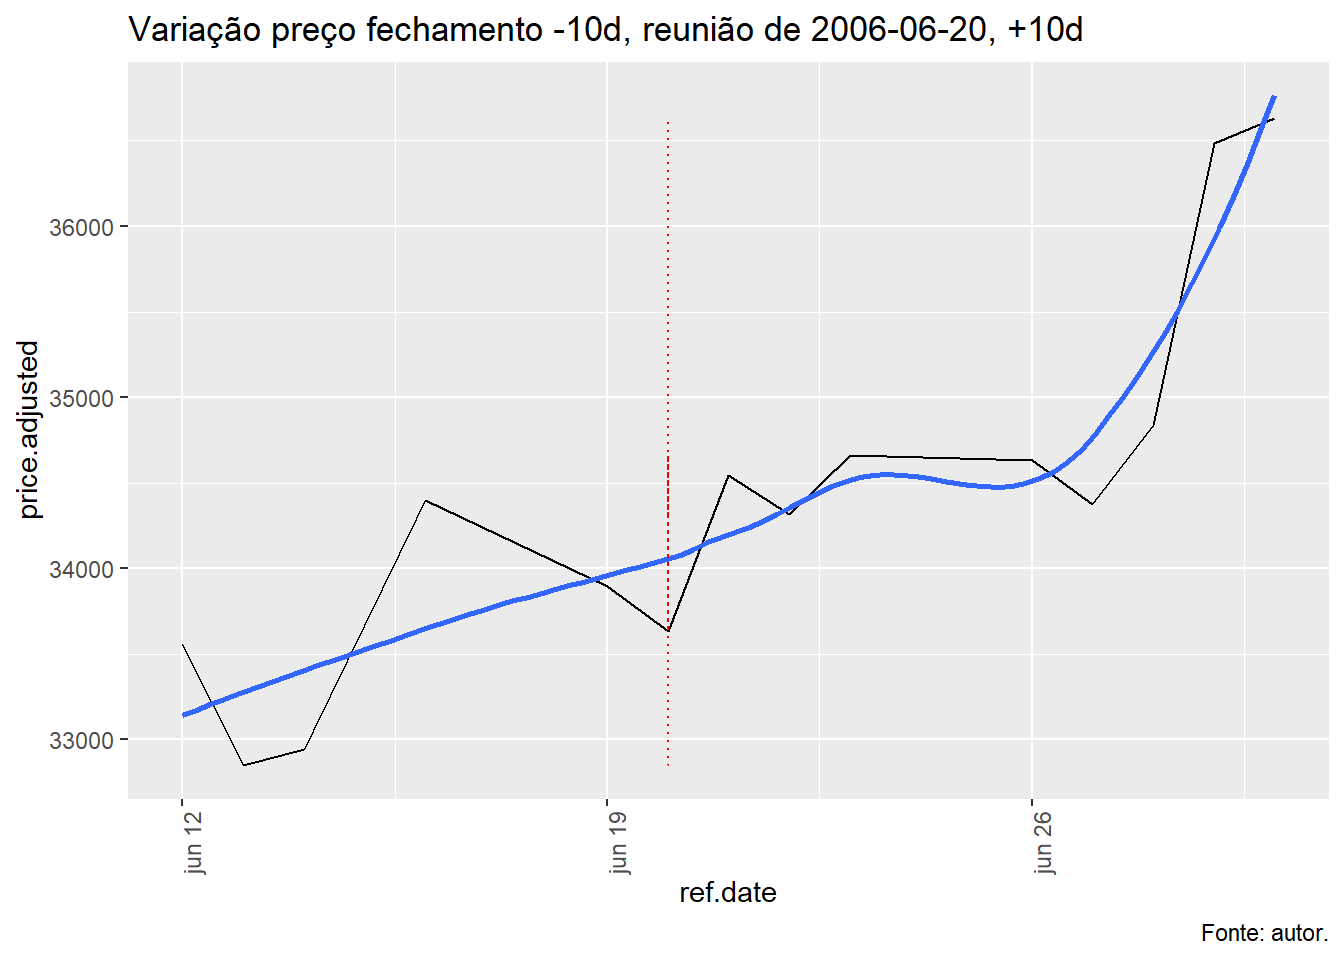 Variação preço fechamento -10d, reunião de 2006-06-20, +10d
price.adjusted
36000
35000
34000
33000
jun 12
jun 19
jun 26
ref.date
Fonte: autor.